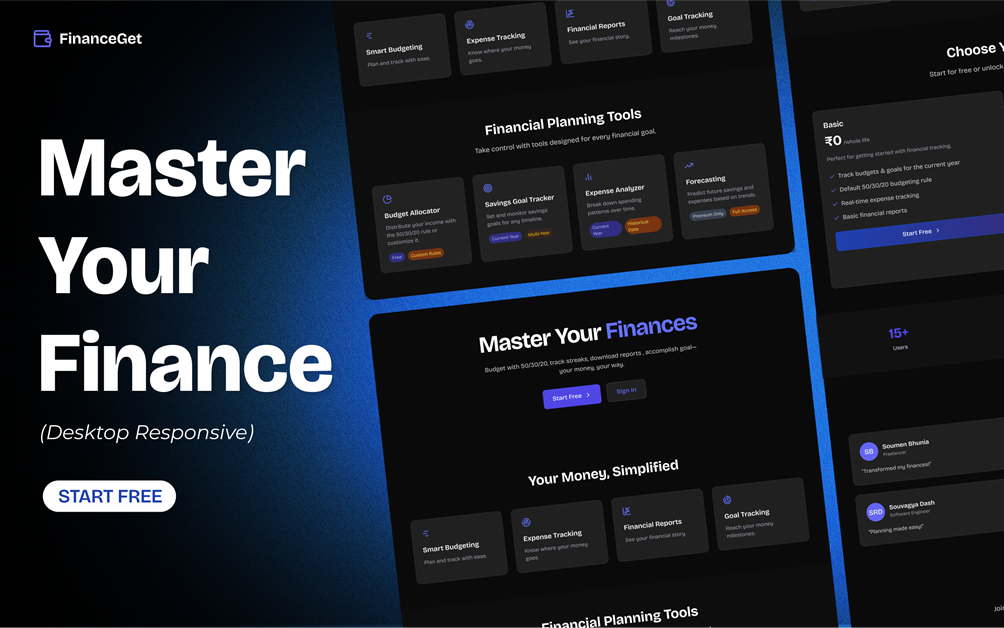 FinanceGet
Master
Your
Finance
(Desktop Responsive)
START FREE
Smart Budgeting
Plan and track with ease.
Expense Tracking
Know where your money
goes.
Financial Reports
See your financial story.
Goal Tracking
Reach your money
milestones.
Financial Planning Tools
Take control with tools designed for every financial goal.
Budget Allocator
Distribute your income with
the 50/30/20 rule or
customize it.
Free
Custom Rules
Savings Goal Tracker
Set and monitor savings
goals for any timeline.
Current Year
Multi-Year
Expense Analyzer
Break down spending
patterns over time.
Current
Year
Historical
Data
Forecasting
Predict future savings and
expenses based on trends.
Premium Only
Full Access
Master Your Finances
Budget with 50/30/20, track streaks, download reports , accomplish goal—
your money, your way.
Start Free
Sign In
Your Money, Simplified
Smart Budgeting
Plan and track with ease.
Expense Tracking
Know where your money
goes.
Financial Reports
See your financial story.
Goal Tracking
Reach your money
milestones.
Financial Planning Tools
Choose Y
Start for free or unlock
Basic
₹0 /whole life
Perfect for getting started with financial tracking.
Track budgets & goals for the current year
Default 50/30/20 budgeting rule
Real-time expense tracking
Basic financial reports
Start Free
15+
Users
SB
Soumen Bhunia
Freelancer
"Transformed my finances!"
SRD
Souvagya Dash
Software Engineer
"Planning made easy!"